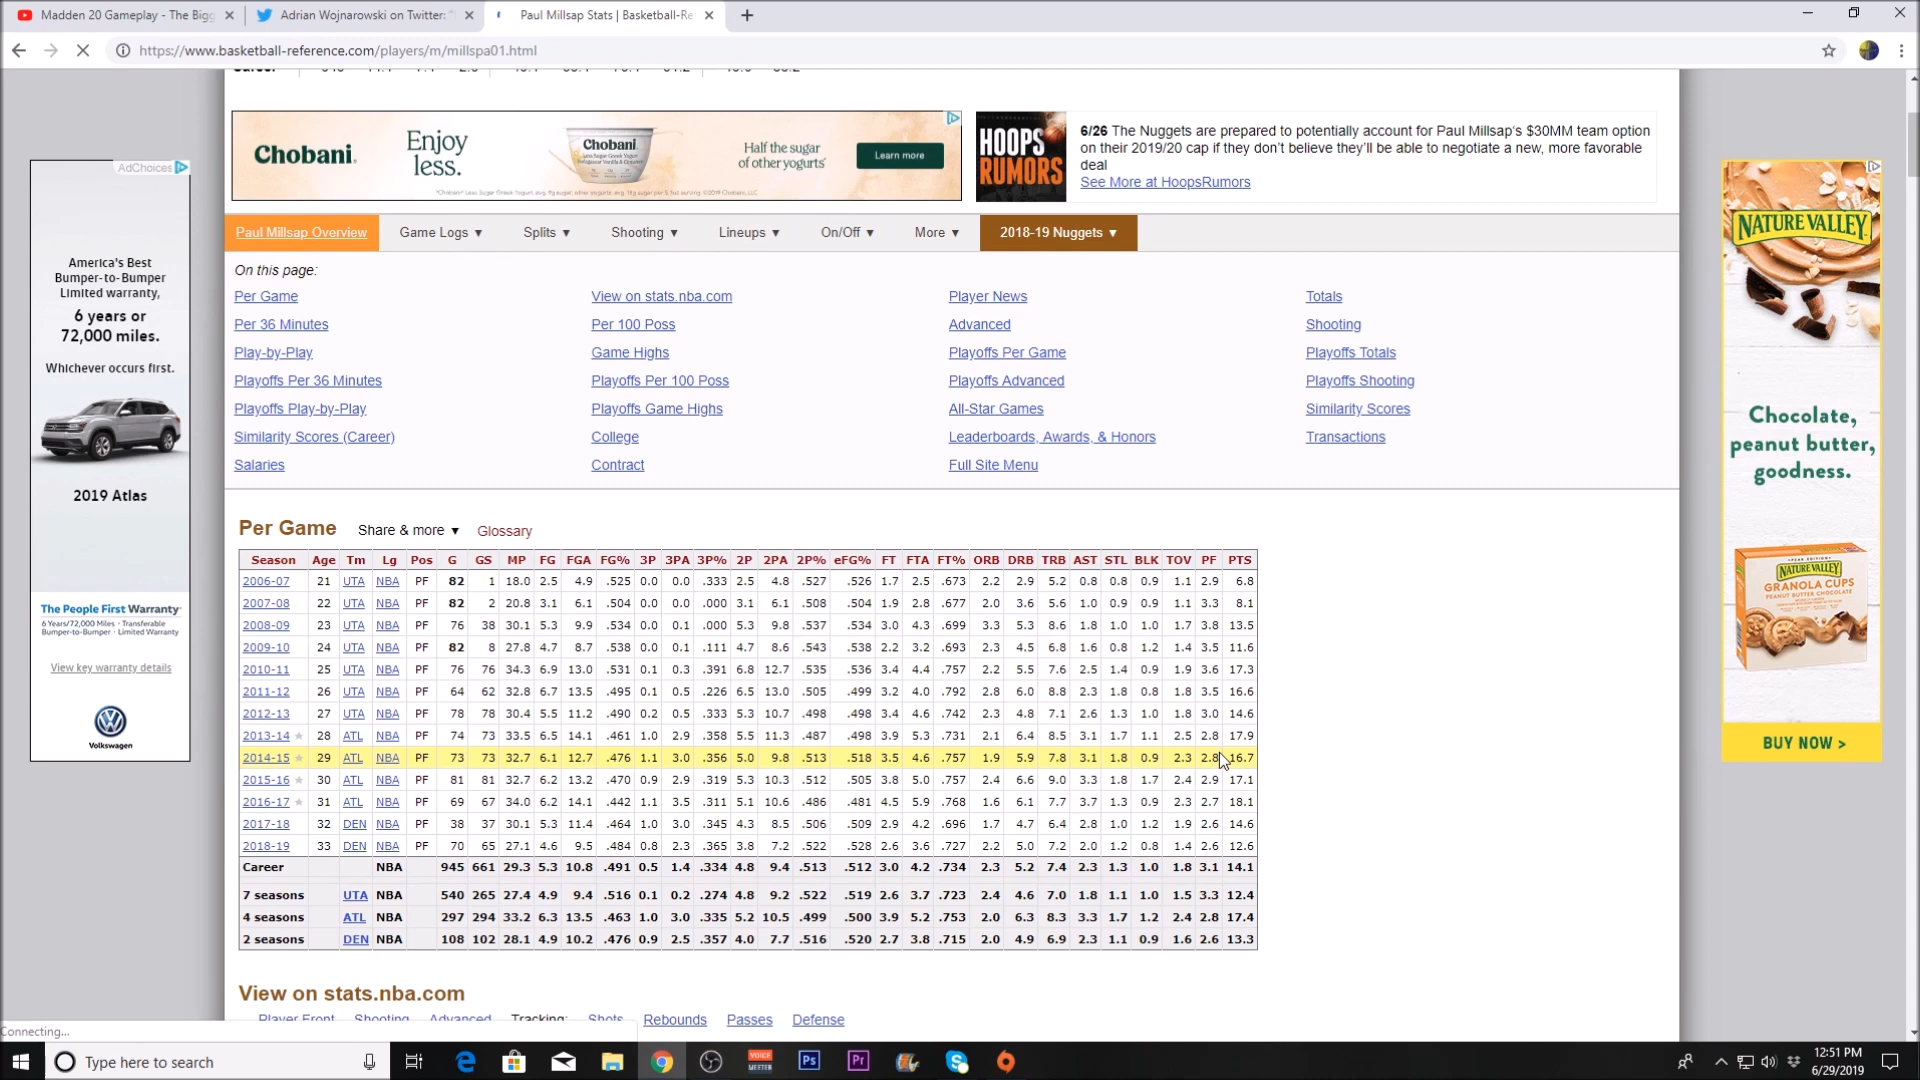 Madden 20 Gameplay - The Bigg
Adrian Wojnarowski on Twitter: "
Paul Millsap Stats | Basketball-Re
https://www.basketball-reference.com/players/m/millspa01.html
AdChoices
America's Best
Bumper-to-Bumper
Limited warranty,
6 years or
72,000 miles.
Whichever occurs first.
2019 Atlas
The People First Warranty
6 Years/72,000 Miles · Transferable
Bumper-to-Bumper · Limited Warranty
View key warranty details
Volkswagen
Chobani.
Enjoy
less.
Chobani.
Half the sugar
of other yogurts*
Learn more
HOOPS
RUMORS
6/26 The Nuggets are prepared to potentially account for Paul Millsap's $30MM team option
on their 2019/20 cap if they don't believe they'll be able to negotiate a new, more favorable
deal
See More at HoopsRumors
Paul Millsap Overview Game Logs ▼ Splits ▼ Shooting ▼ Lineups ▼ On/Off ▼ More ▼ 2018-19 Nuggets ▼
On this page:
Per Game View on stats.nba.com Player News Totals
Per 36 Minutes Per 100 Poss Advanced Shooting
Play-by-Play Game Highs Playoffs Per Game Playoffs Totals
Playoffs Per 36 Minutes Playoffs Per 100 Poss Playoffs Advanced Playoffs Shooting
Playoffs Play-by-Play Playoffs Game Highs All-Star Games Similarity Scores
Similarity Scores (Career) College Leaderboards, Awards, & Honors Transactions
Salaries Contract Full Site Menu
Per Game Share & more ▼ Glossary
Season Age Tm Lg Pos G GS MP FG FGA FG% 3P 3PA 3P% 2P 2PA 2P% eFG% FT FTA FT% ORB DRB TRB AST STL BLK TOV PF PTS
2006-07 21 UTA NBA PF 82 1 18.0 2.5 4.9 .525 0.0 0.0 .333 2.5 4.8 .527 .526 1.7 2.5 .673 2.2 2.9 5.2 0.8 0.8 0.9 1.1 2.9 6.8
2007-08 22 UTA NBA PF 82 2 20.8 3.1 6.1 .504 0.0 0.0 .000 3.1 6.1 .508 .504 1.9 2.8 .677 2.0 3.6 5.6 1.0 0.9 0.9 1.1 3.3 8.1
2008-09 23 UTA NBA PF 76 38 30.1 5.3 9.9 .534 0.0 0.1 .000 5.3 9.8 .537 .534 3.0 4.3 .699 3.3 5.3 8.6 1.8 1.0 1.0 1.7 3.8 13.5
2009-10 24 UTA NBA PF 82 8 27.8 4.7 8.7 .538 0.0 0.1 .111 4.7 8.6 .543 .538 2.2 3.2 .693 2.3 4.5 6.8 1.6 0.8 1.2 1.4 3.5 11.6
2010-11 25 UTA NBA PF 76 76 34.3 6.9 13.0 .531 0.1 0.3 .391 6.8 12.7 .535 .536 3.4 4.4 .757 2.2 5.5 7.6 2.5 1.4 0.9 1.9 3.6 17.3
2011-12 26 UTA NBA PF 64 62 32.8 6.7 13.5 .495 0.1 0.5 .226 6.5 13.0 .505 .499 3.2 4.0 .792 2.8 6.0 8.8 2.3 1.8 0.8 1.8 3.5 16.6
2012-13 27 UTA NBA PF 78 78 30.4 5.5 11.2 .490 0.2 0.5 .333 5.3 10.7 .498 .498 3.4 4.6 .742 2.3 4.8 7.1 2.6 1.3 1.0 1.8 3.0 14.6
2013-14 ★ 28 ATL NBA PF 74 73 33.5 6.5 14.1 .461 1.0 2.9 .358 5.5 11.3 .487 .498 3.9 5.3 .731 2.1 6.4 8.5 3.1 1.7 1.1 2.5 2.8 17.9
2014-15 ★ 29 ATL NBA PF 73 73 32.7 6.1 12.7 .476 1.1 3.0 .356 5.0 9.8 .513 .518 3.5 4.6 .757 1.9 5.9 7.8 3.1 1.8 0.9 2.3 2.8 16.7
2015-16 ★ 30 ATL NBA PF 81 81 32.7 6.2 13.2 .470 0.9 2.9 .319 5.3 10.3 .512 .505 3.8 5.0 .757 2.4 6.6 9.0 3.3 1.8 1.7 2.4 2.9 17.1
2016-17 ★ 31 ATL NBA PF 69 67 34.0 6.2 14.1 .442 1.1 3.5 .311 5.1 10.6 .486 .481 4.5 5.9 .768 1.6 6.1 7.7 3.7 1.3 0.9 2.3 2.7 18.1
2017-18 32 DEN NBA PF 38 37 30.1 5.3 11.4 .464 1.0 3.0 .345 4.3 8.5 .506 .509 2.9 4.2 .696 1.7 4.7 6.4 2.8 1.0 1.2 1.9 2.6 14.6
2018-19 33 DEN NBA PF 70 65 27.1 4.6 9.5 .484 0.8 2.3 .365 3.8 7.2 .522 .528 2.6 3.6 .727 2.2 5.0 7.2 2.0 1.2 0.8 1.4 2.6 12.6
Career NBA 945 661 29.3 5.3 10.8 .491 0.5 1.4 .334 4.8 9.4 .513 .512 3.0 4.2 .734 2.3 5.2 7.4 2.3 1.3 1.0 1.8 3.1 14.1
7 seasons UTA NBA 540 265 27.4 4.9 9.4 .516 0.1 0.2 .274 4.8 9.2 .522 .519 2.6 3.7 .723 2.4 4.6 7.0 1.8 1.1 1.0 1.5 3.3 12.4
4 seasons ATL NBA 297 294 33.2 6.3 13.5 .463 1.0 3.0 .335 5.2 10.5 .499 .500 3.9 5.2 .753 2.0 6.3 8.3 3.3 1.7 1.2 2.4 2.8 17.4
2 seasons DEN NBA 108 102 28.1 4.9 10.2 .476 0.9 2.5 .357 4.0 7.7 .516 .520 2.7 3.8 .715 2.0 4.9 6.9 2.3 1.1 0.9 1.6 2.6 13.3
View on stats.nba.com
Player Front Shooting Advanced Tracking: Shots Rebounds Passes Defense
NATURE VALLEY
Chocolate,
peanut butter,
goodness.
NATURE VALLEY
GRANOLA CUPS
PEANUT BUTTER CHOCOLATE
BUY NOW >
Connecting...
Type here to search
VOICE
MEETER
Ps
Pr
12:51 PM
6/29/2019